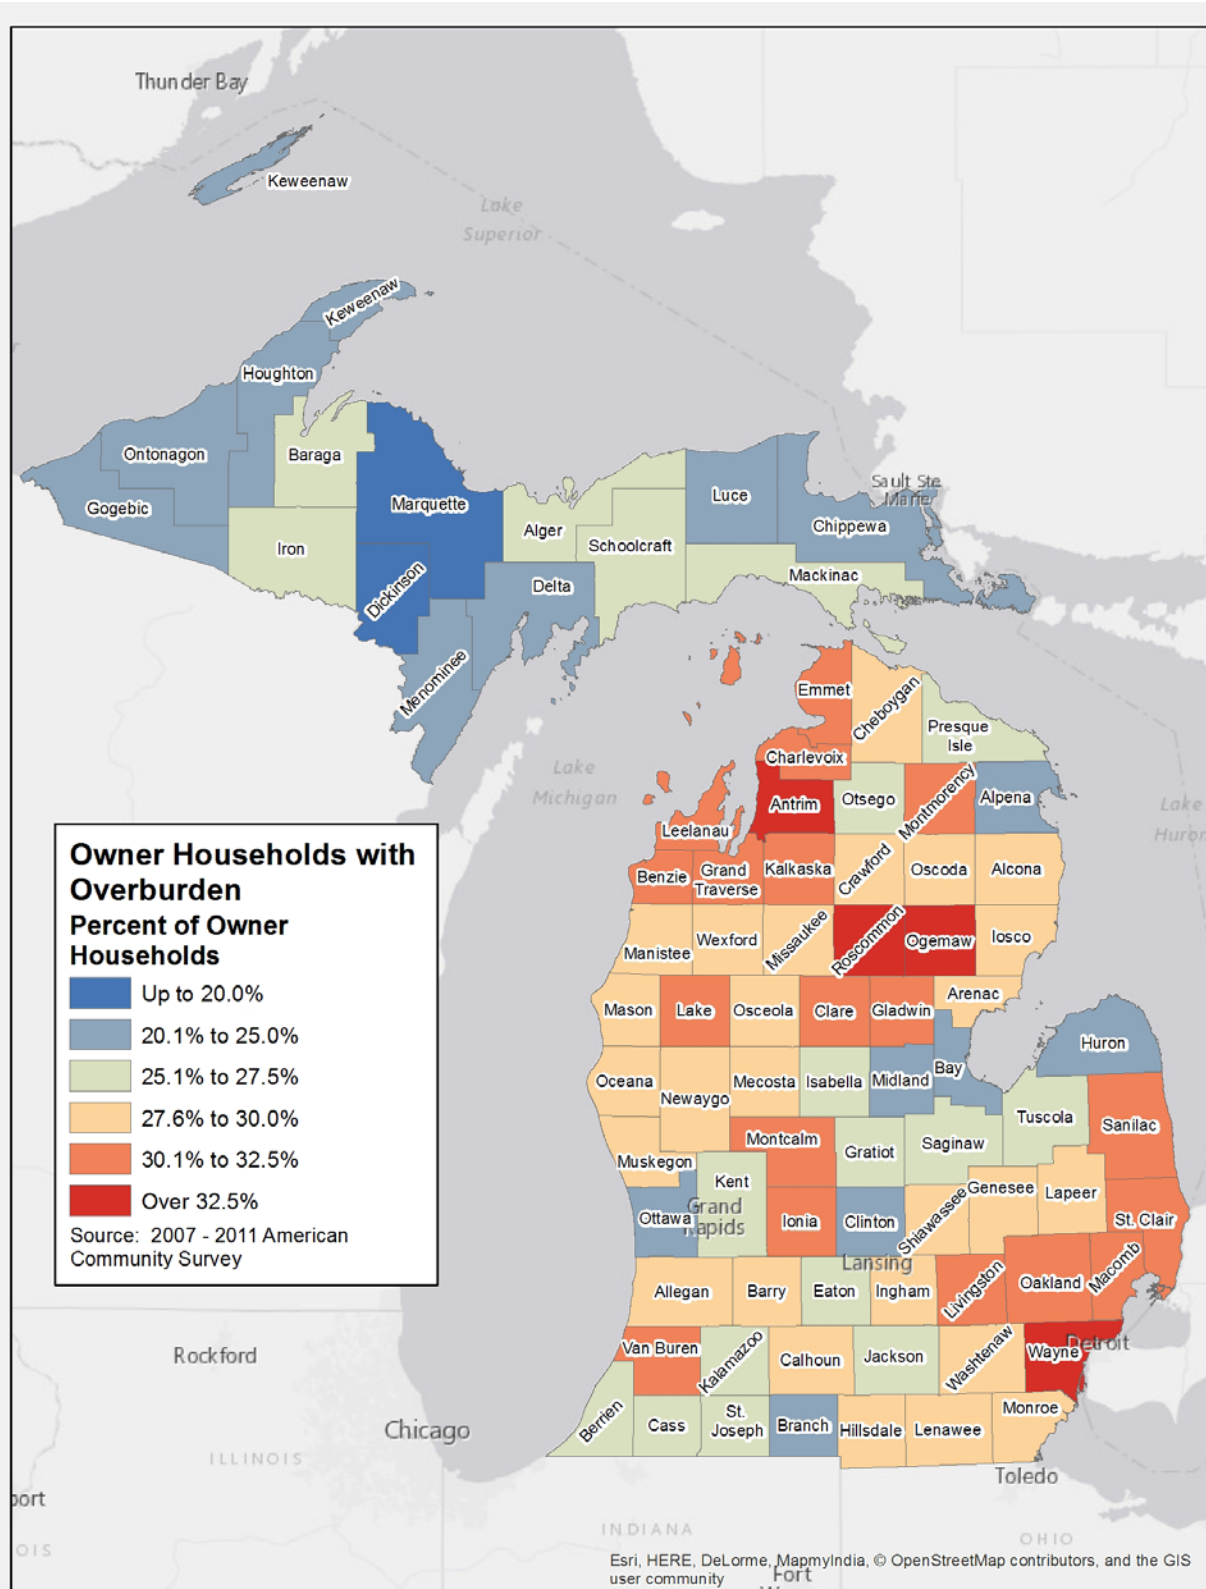 Thunder Bay
Keweenaw
Lake
Superior
Keweenaw
Houghton
Ontonagon
Baraga
Gogebic
Marquette
Luce
Sault Ste
Marie
Chippewa
Alger
Schoolcraft
Iron
Mackinac
Dickinson
Delta
Menominee
Emmet
Cheboygan
Presque
Isle
Charlevoix
Lake
Michigan
Antrim
Otsego
Montmorency
Alpena
Lake
Huron
Leelanau
Benzie
Grand
Traverse
Kalkaska
Crawford
Oscoda
Alcona
Manistee
Wexford
Missaukee
Roscommon
Ogemaw
Iosco
Mason
Lake
Osceola
Clare
Gladwin
Arenac
Huron
Oceana
Newaygo
Mecosta
Isabella
Midland
Bay
Tuscola
Sanilac
Montcalm
Gratiot
Saginaw
Muskegon
Kent
Grand
Rapids
Ottawa
Ionia
Clinton
Shiawassee
Genesee
Lapeer
St. Clair
Lansing
Allegan
Barry
Eaton
Ingham
Livingston
Oakland
Macomb
Van Buren
Kalamazoo
Calhoun
Jackson
Washtenaw
Wayne
Detroit
Berrien
Cass
St.
Joseph
Branch
Hillsdale
Lenawee
Monroe
Toledo
Owner Households with
Overburden
Percent of Owner
Households
Up to 20.0%
20.1% to 25.0%
25.1% to 27.5%
27.6% to 30.0%
30.1% to 32.5%
Over 32.5%
Source: 2007 - 2011 American
Community Survey
Rockford
Chicago
ILLINOIS
port
OIS
INDIANA
OHIO
Fort
Esri, HERE, DeLorme, MapmyIndia, © OpenStreetMap contributors, and the GIS
user community